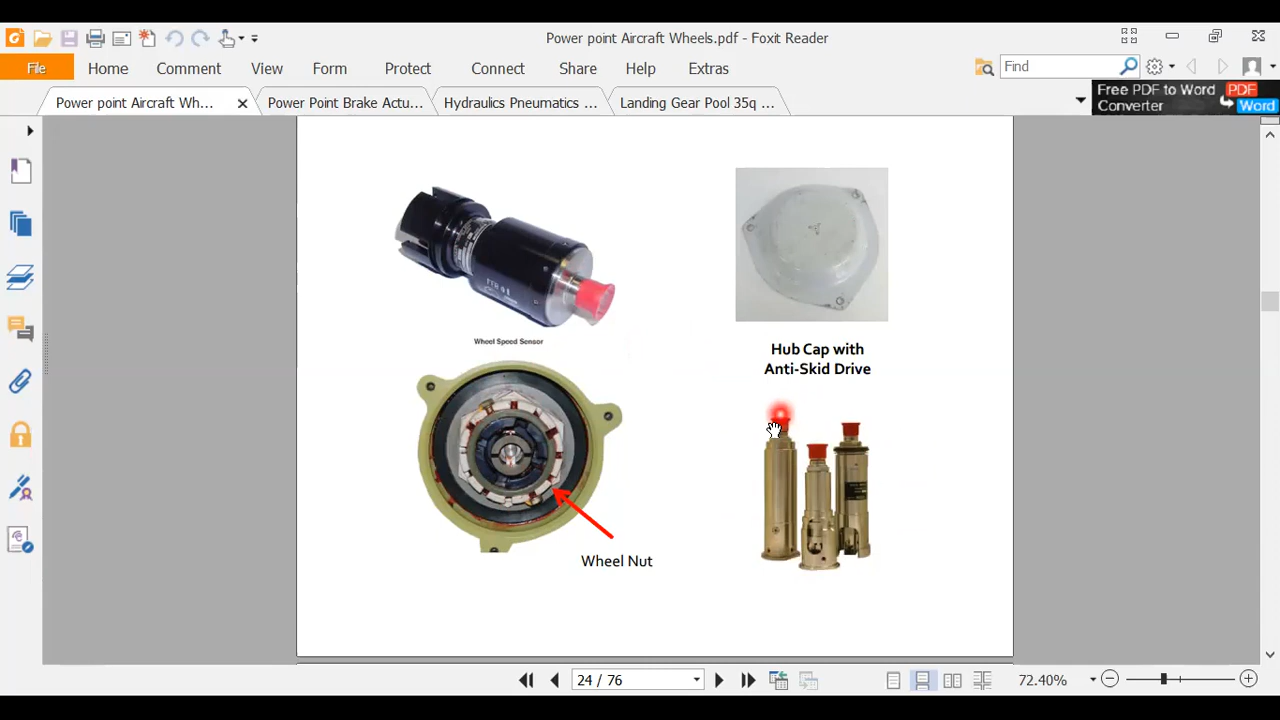 Power point Aircraft Wheels.pdf - Foxit Reader
File Home Comment View Form Protect Connect Share Help Extras
Find
Power point Aircraft Wh... Power Point Brake Actu... Hydraulics Pneumatics ... Landing Gear Pool 35q ...
Free PDF to Word
Converter
PDF
Word
Wheel Speed Sensor
Hub Cap with
Anti-Skid Drive
Wheel Nut
24 / 76
72.40%